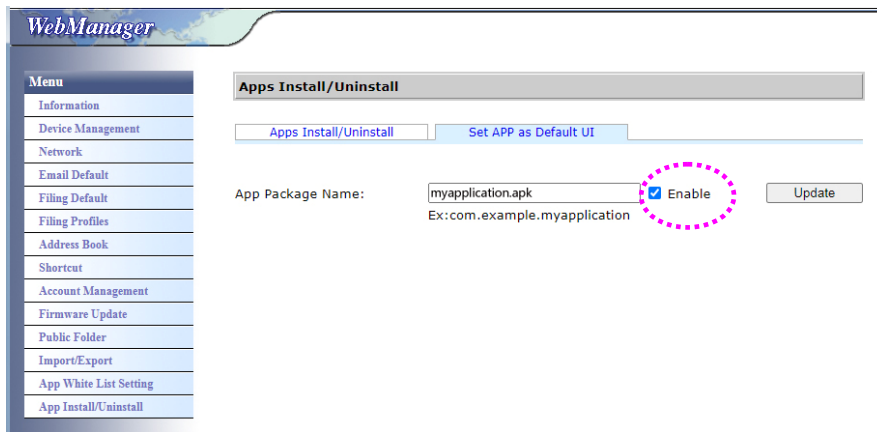 WebManager
Menu
Information
Device Management
Network
Email Default
Filing Default
Filing Profiles
Address Book
Shortcut
Account Management
Firmware Update
Public Folder
Import/Export
App White List Setting
App Install/Uninstall
Apps Install/Uninstall
Apps Install/Uninstall Set APP as Default UI
App Package Name: myapplication.apk Enable Update
Ex:com.example.myapplication